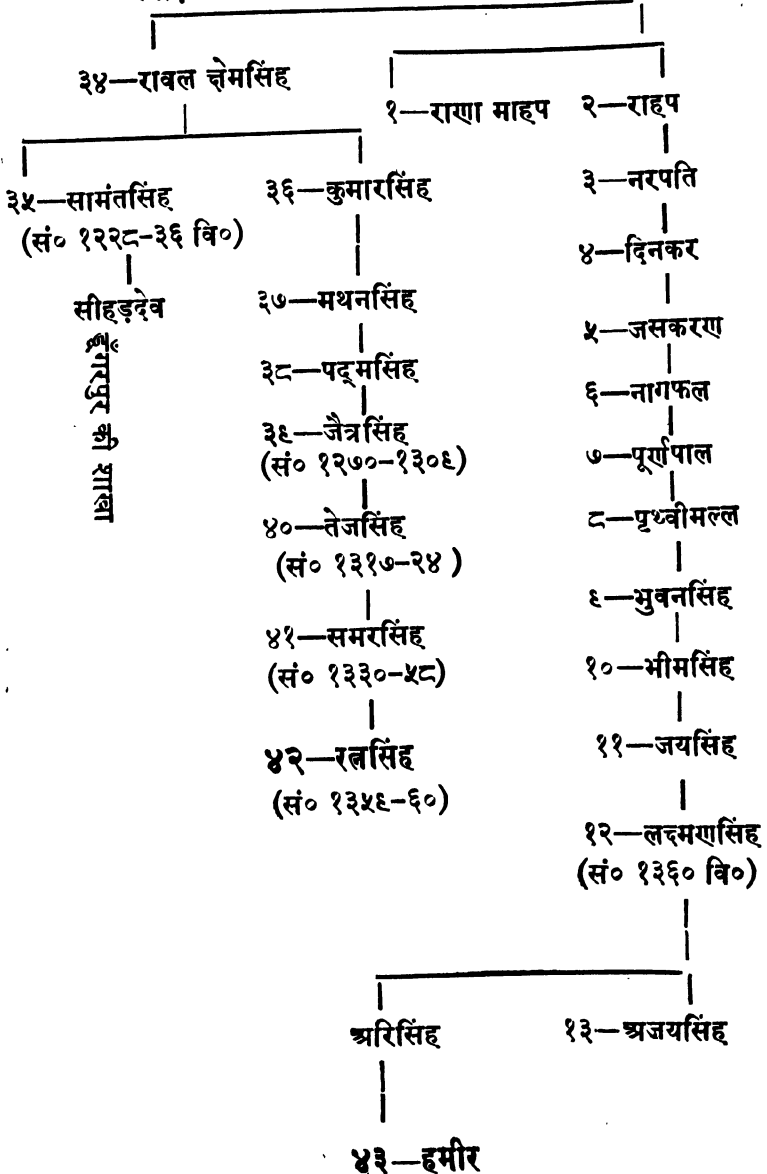 ३४—रावल क्षेमसिंह
१—राणा माहप २—राहप
३५—सामंतसिंह
(सं० १२२८-३६ वि०)
सीहड़देव
डूँगरपुर की शाखा
३६—कुमारसिंह
३७—मथनसिंह
३८—पद्मसिंह
३९—जैत्रसिंह
(सं० १२७०-१३०९)
४०—तेजसिंह
(सं० १३१७-२४ )
४१—समरसिंह
(सं० १३३०-५८)
४२—रत्नसिंह
(सं० १३५९-६०)
३—नरपति
४—दिनकर
५—जसकरण
६—नागफल
७—पूर्णपाल
८—पृथ्वीमल्ल
९—भुवनसिंह
१०—भीमसिंह
११—जयसिंह
१२—लक्ष्मणसिंह
(सं० १३६० वि०)
अरिसिंह
१३—अजयसिंह
४३—हमीर